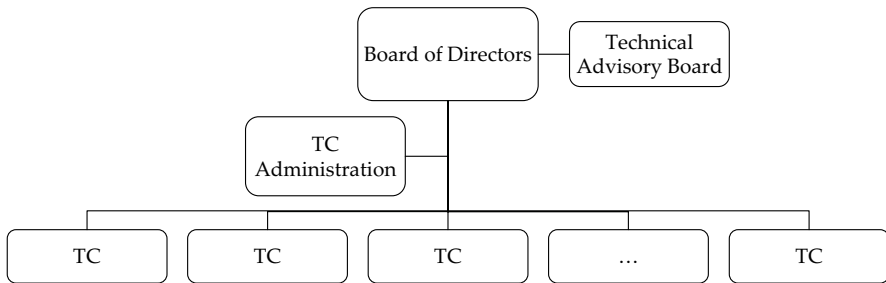 Board of Directors
Technical
Advisory Board
TC
Administration
TC
TC
TC
…
TC